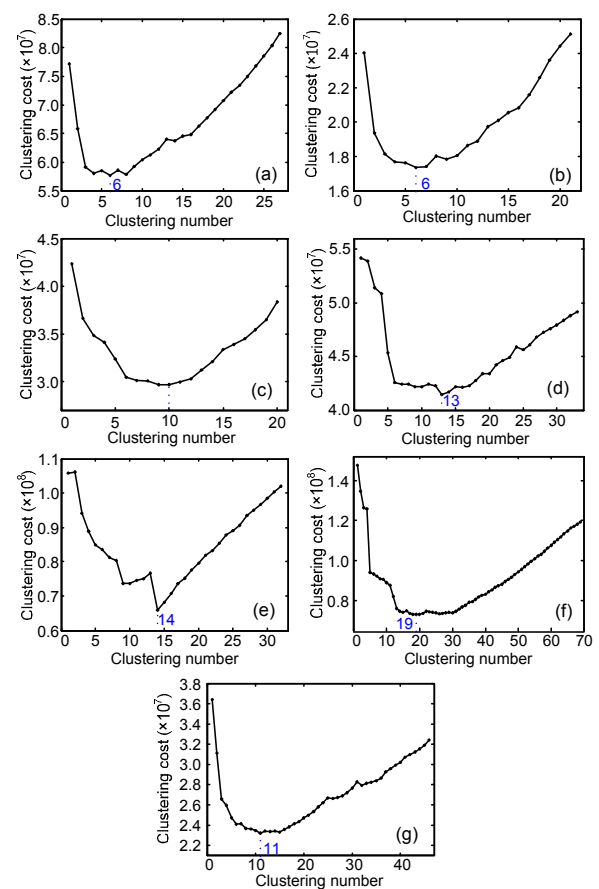 Clustering cost (×10⁷)
8.5
8.0
7.5
7.0
6.5
6.0
5.5
6
(a)
0 5 10 15 20 25
Clustering number
Clustering cost (×10⁷)
2.6
2.4
2.2
2.0
1.8
1.6
6
(b)
0 5 10 15 20
Clustering number
Clustering cost (×10⁷)
4.5
4.0
3.5
3.0
(c)
0 5 10 15 20
Clustering number
Clustering cost (×10⁷)
5.5
5.0
4.5
4.0
13
(d)
0 5 10 15 20 25 30
Clustering number
Clustering cost (×10⁸)
1.1
1.0
0.9
0.8
0.7
0.6
14
(e)
0 5 10 15 20 25 30
Clustering number
Clustering cost (×10⁸)
1.4
1.2
1.0
0.8
19
(f)
0 10 20 30 40 50 60 70
Clustering number
Clustering cost (×10⁷)
3.8
3.6
3.4
3.2
3.0
2.8
2.6
2.4
2.2
11
(g)
0 10 20 30 40
Clustering number